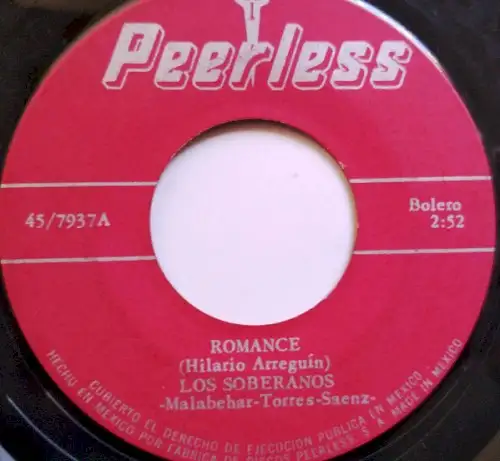 I
Peerless
45/7937A
Bolero
2:52
ROMANCE
(Hilario Arreguín)
LOS SOBERANOS
-Malabehar-Torres-Saenz-
CUBIERTO EL DERECHO DE EJECUCION PUBLICA EN MEXICO
HECHO EN MEXICO POR FABRICA DE DISCOS PEERLESS S A MADE IN MEXICO